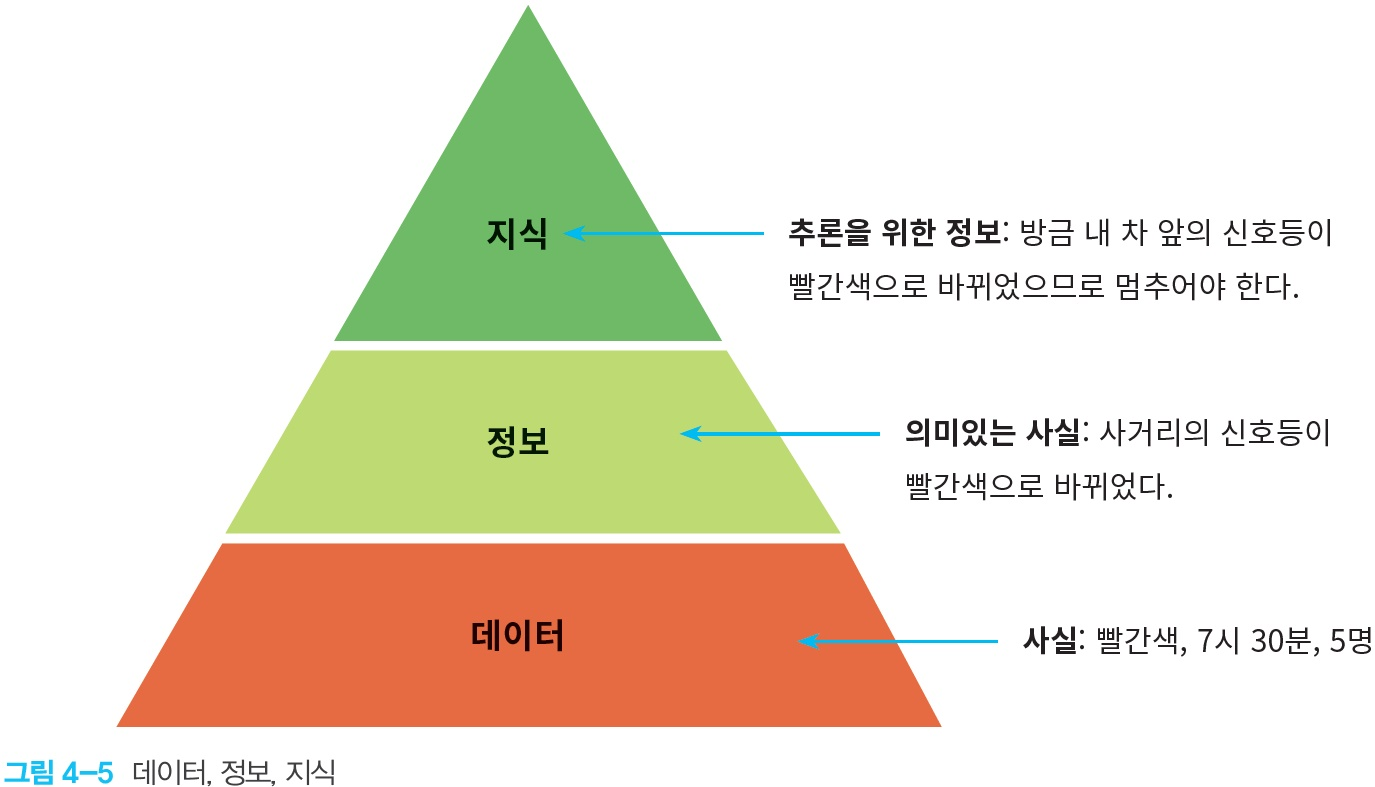 지식
추론을 위한 정보: 방금 내 차 앞의 신호등이
빨간색으로 바뀌었으므로 멈추어야 한다.
정보
의미있는 사실: 사거리의 신호등이
빨간색으로 바뀌었다.
데이터
사실: 빨간색, 7시 30분, 5명
그림 4–5 데이터, 정보, 지식